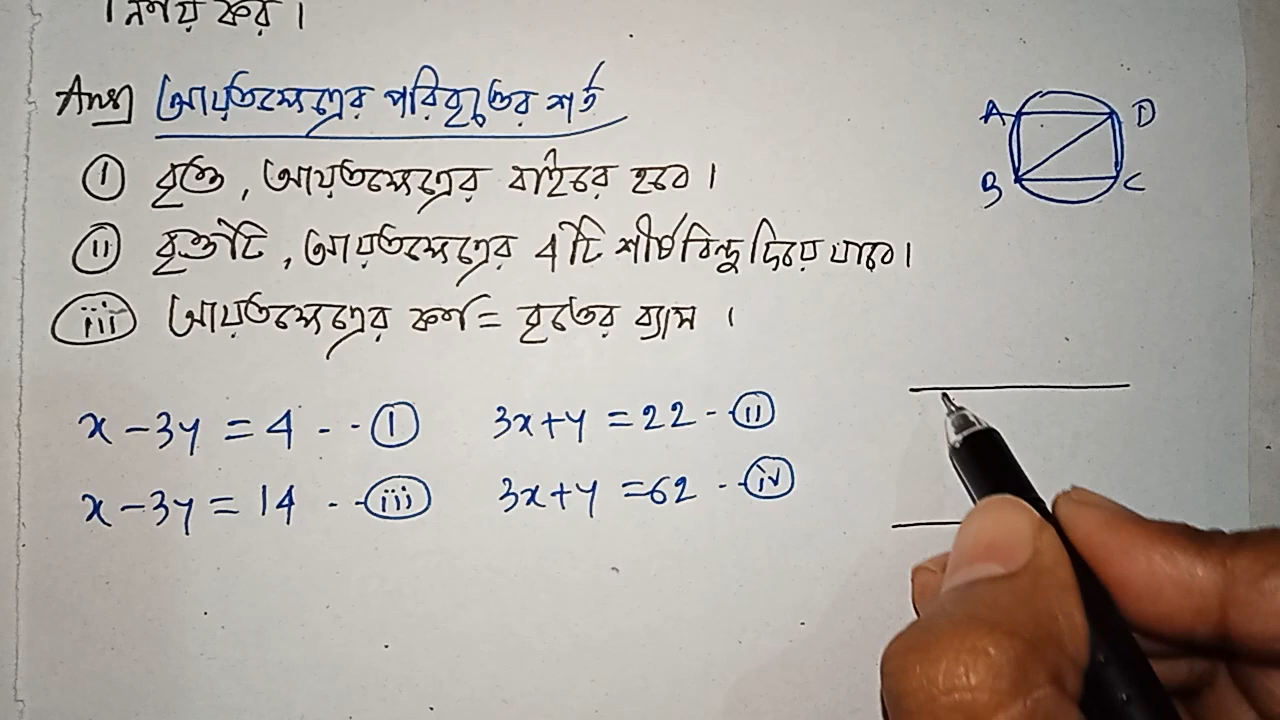 । নির্ণয় কর ।
Ans) আয়তক্ষেত্রের পরিবৃত্তের শর্ত
① বৃত্ত , আয়তক্ষেত্রের বাইরে হবে ।
⑪ বৃত্তটি , আয়তক্ষেত্রের 4টি শীর্ষবিন্দু দিয়ে যাবে ।
(iii) আয়তক্ষেত্রের কর্ণ = বৃত্তের ব্যাস ।
A D
B C
x - 3y = 4 - - ① 3x + y = 22 - (ii)
x - 3y = 14 - - (iii) 3x + y = 62 - - (iv)